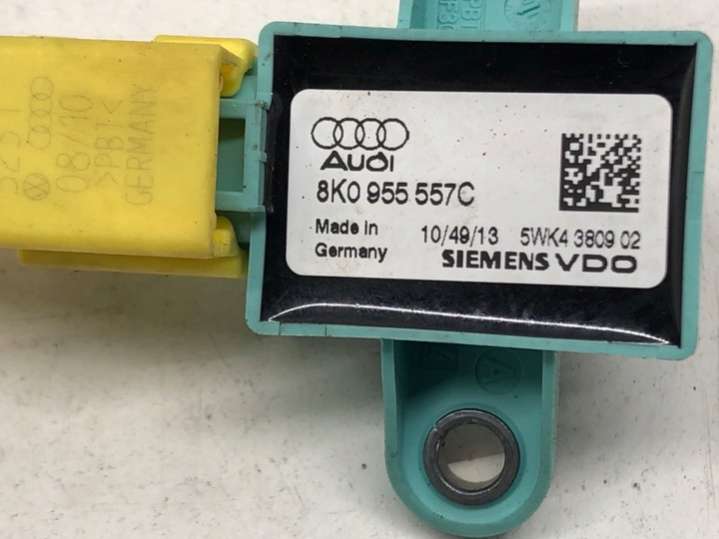 AUDI
8K0 955 557C
Made in
Germany
10/49/13 5WK4 3809 02
SIEMENS VDO
08/10
>PBT<
GERMANY